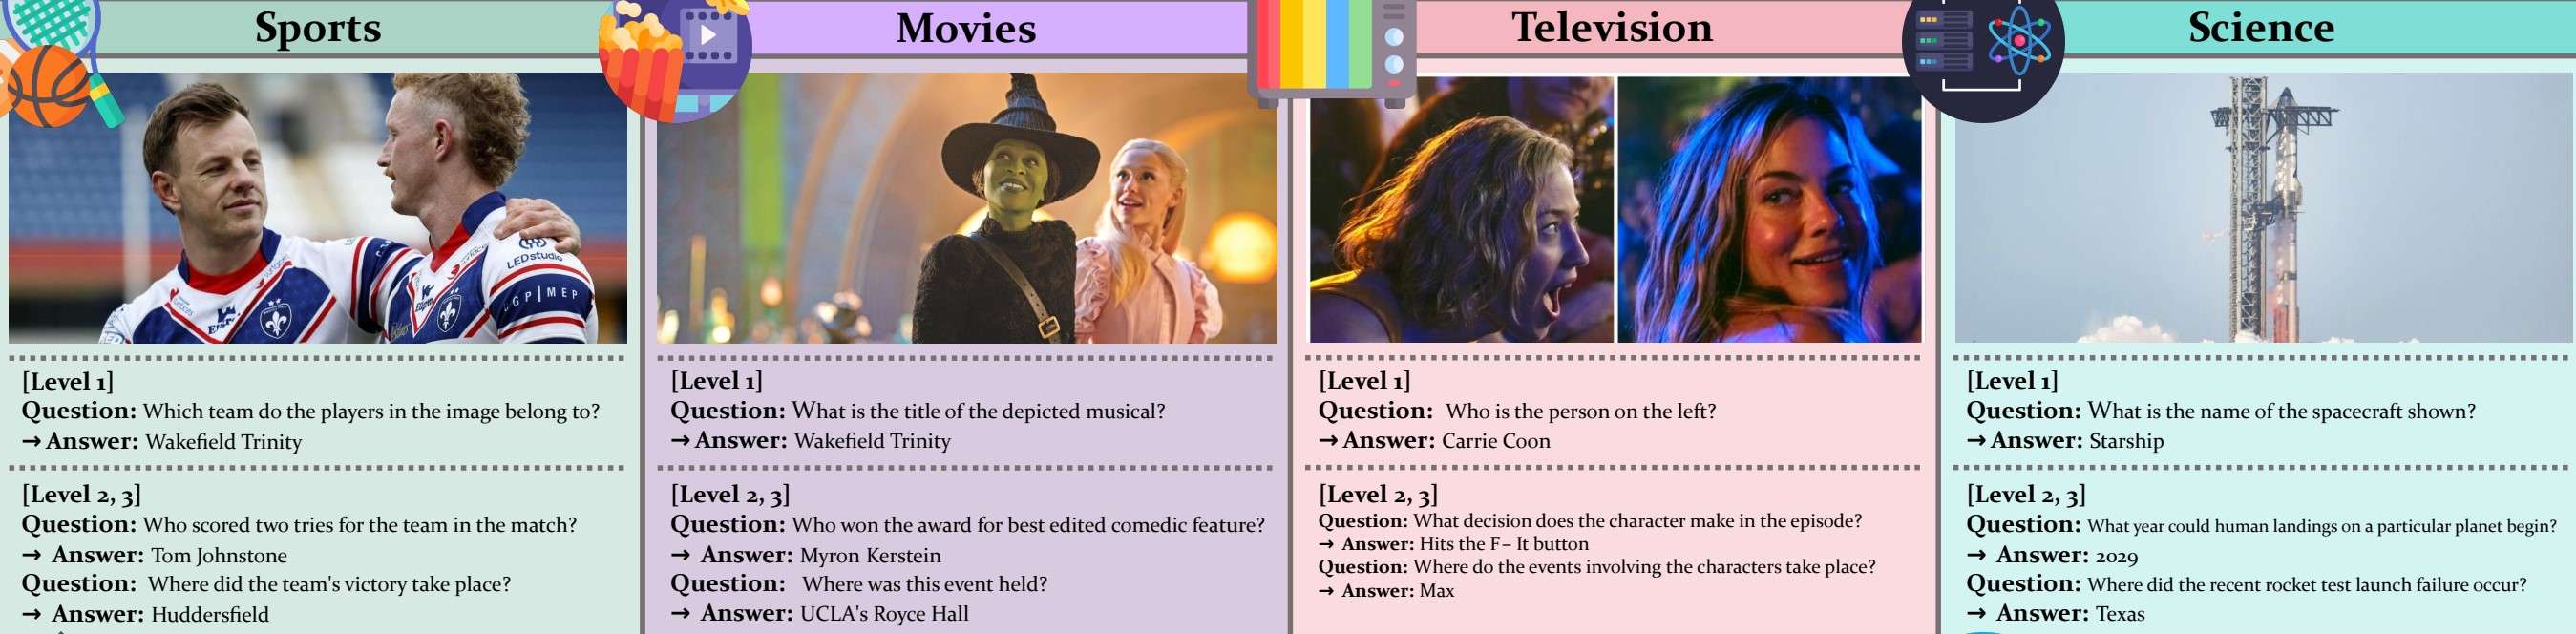 Sports
LEDstudio
GP|MEP
[Level 1]
Question: Which team do the players in the image belong to?
→ Answer: Wakefield Trinity
[Level 2, 3]
Question: Who scored two tries for the team in the match?
→ Answer: Tom Johnstone
Question: Where did the team's victory take place?
→ Answer: Huddersfield
Movies
[Level 1]
Question: What is the title of the depicted musical?
→ Answer: Wakefield Trinity
[Level 2, 3]
Question: Who won the award for best edited comedic feature?
→ Answer: Myron Kerstein
Question: Where was this event held?
→ Answer: UCLA's Royce Hall
Television
[Level 1]
Question: Who is the person on the left?
→ Answer: Carrie Coon
[Level 2, 3]
Question: What decision does the character make in the episode?
→ Answer: Hits the F– It button
Question: Where do the events involving the characters take place?
→ Answer: Max
Science
[Level 1]
Question: What is the name of the spacecraft shown?
→ Answer: Starship
[Level 2, 3]
Question: What year could human landings on a particular planet begin?
→ Answer: 2029
Question: Where did the recent rocket test launch failure occur?
→ Answer: Texas